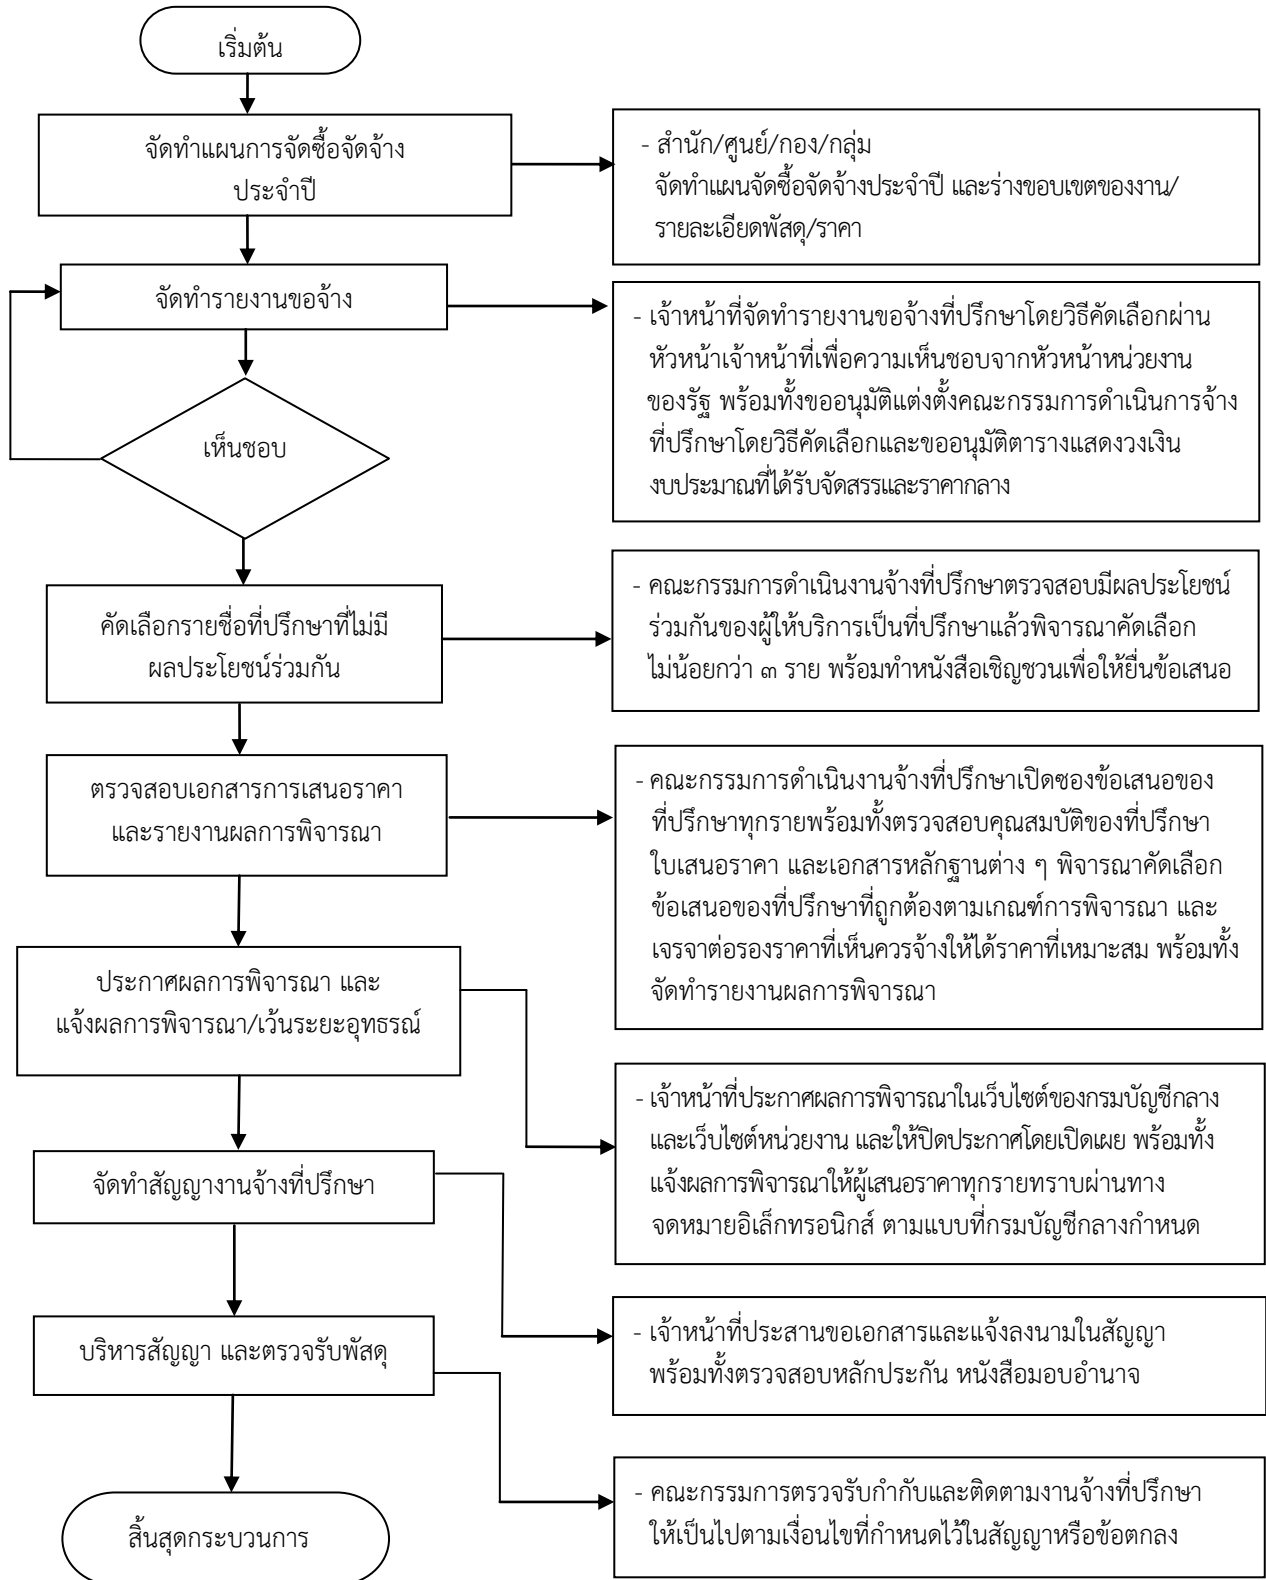 เริ่มต้น
จัดทำแผนการจัดซื้อจัดจ้าง
ประจำปี
- สำนัก/ศูนย์/กอง/กลุ่ม
จัดทำแผนจัดซื้อจัดจ้างประจำปี และร่างขอบเขตของงาน/
รายละเอียดพัสดุ/ราคา
จัดทำรายงานขอจ้าง
- เจ้าหน้าที่จัดทำรายงานขอจ้างที่ปรึกษาโดยวิธีคัดเลือกผ่าน
หัวหน้าเจ้าหน้าที่เพื่อความเห็นชอบจากหัวหน้าหน่วยงาน
ของรัฐ พร้อมทั้งขออนุมัติแต่งตั้งคณะกรรมการดำเนินการจ้าง
ที่ปรึกษาโดยวิธีคัดเลือกและขออนุมัติตารางแสดงวงเงิน
งบประมาณที่ได้รับจัดสรรและราคากลาง
เห็นชอบ
คัดเลือกรายชื่อที่ปรึกษาที่ไม่มี
ผลประโยชน์ร่วมกัน
- คณะกรรมการดำเนินงานจ้างที่ปรึกษาตรวจสอบมีผลประโยชน์
ร่วมกันของผู้ให้บริการเป็นที่ปรึกษาแล้วพิจารณาคัดเลือก
ไม่น้อยกว่า ๓ ราย พร้อมทำหนังสือเชิญชวนเพื่อให้ยื่นข้อเสนอ
ตรวจสอบเอกสารการเสนอราคา
และรายงานผลการพิจารณา
- คณะกรรมการดำเนินงานจ้างที่ปรึกษาเปิดซองข้อเสนอของ
ที่ปรึกษาทุกรายพร้อมทั้งตรวจสอบคุณสมบัติของที่ปรึกษา
ใบเสนอราคา และเอกสารหลักฐานต่าง ๆ พิจารณาคัดเลือก
ข้อเสนอของที่ปรึกษาที่ถูกต้องตามเกณฑ์การพิจารณา และ
เจรจาต่อรองราคาที่เห็นควรจ้างให้ได้ราคาที่เหมาะสม พร้อมทั้ง
จัดทำรายงานผลการพิจารณา
ประกาศผลการพิจารณา และ
แจ้งผลการพิจารณา/เว้นระยะอุทธรณ์
- เจ้าหน้าที่ประกาศผลการพิจารณาในเว็บไซต์ของกรมบัญชีกลาง
และเว็บไซต์หน่วยงาน และให้ปิดประกาศโดยเปิดเผย พร้อมทั้ง
แจ้งผลการพิจารณาให้ผู้เสนอราคาทุกรายทราบผ่านทาง
จดหมายอิเล็กทรอนิกส์ ตามแบบที่กรมบัญชีกลางกำหนด
จัดทำสัญญางานจ้างที่ปรึกษา
- เจ้าหน้าที่ประสานขอเอกสารและแจ้งลงนามในสัญญา
พร้อมทั้งตรวจสอบหลักประกัน หนังสือมอบอำนาจ
บริหารสัญญา และตรวจรับพัสดุ
- คณะกรรมการตรวจรับกำกับและติดตามงานจ้างที่ปรึกษา
ให้เป็นไปตามเงื่อนไขที่กำหนดไว้ในสัญญาหรือข้อตกลง
สิ้นสุดกระบวนการ